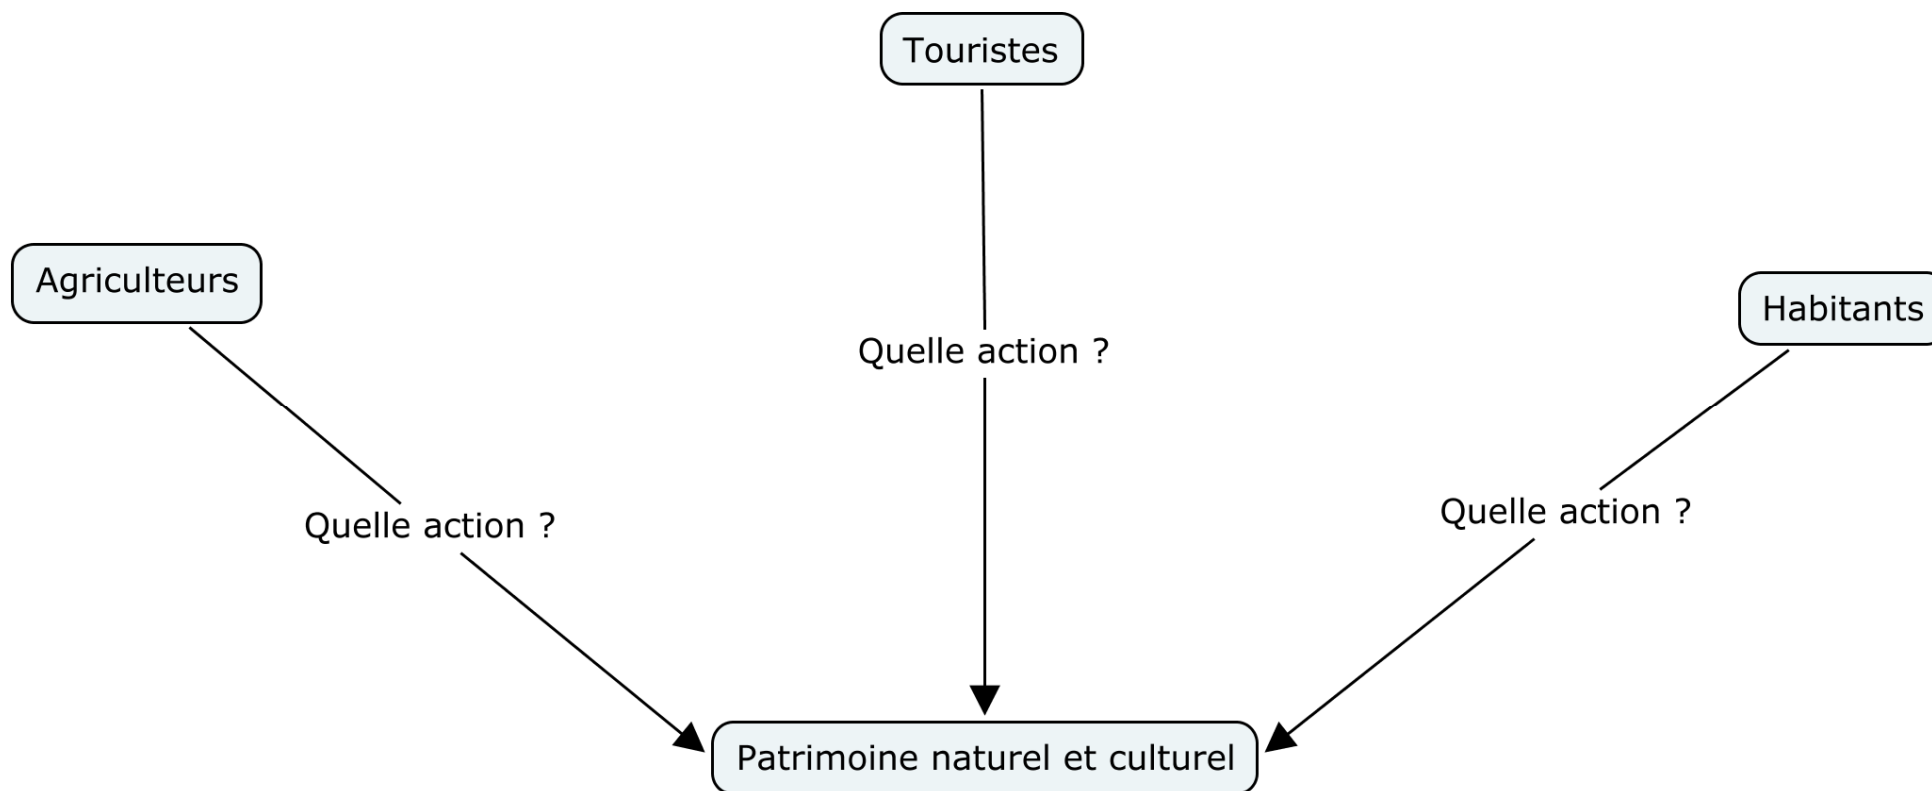 Touristes
Agriculteurs
Habitants
Quelle action ?
Quelle action ?
Quelle action ?
Patrimoine naturel et culturel